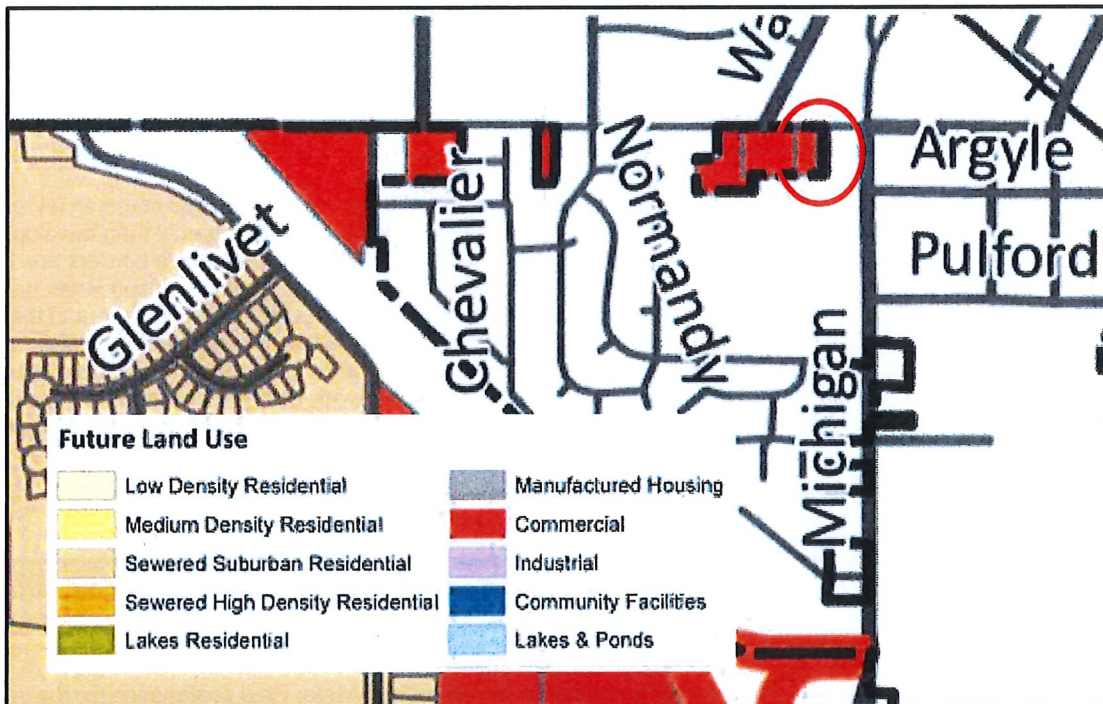 Wa
Argyle
Normandy
Chevalier
Pulford
Glenlivet
Michigan
Future Land Use
Low Density Residential
Medium Density Residential
Sewered Suburban Residential
Sewered High Density Residential
Lakes Residential
Manufactured Housing
Commercial
Industrial
Community Facilities
Lakes & Ponds